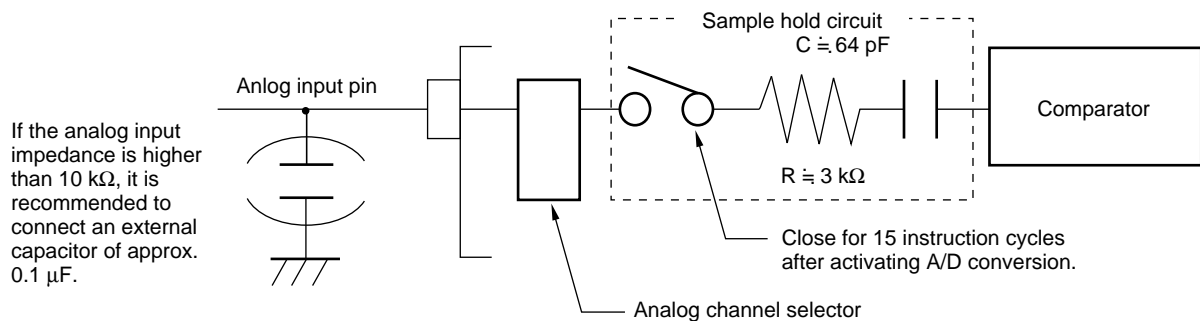 Sample hold circuit
C ≒ 64 pF
Anlog input pin
Comparator
If the analog input
impedance is higher
than 10 kΩ, it is
recommended to
connect an external
capacitor of approx.
0.1 µF.
R ≒ 3 kΩ
Close for 15 instruction cycles
after activating A/D conversion.
Analog channel selector